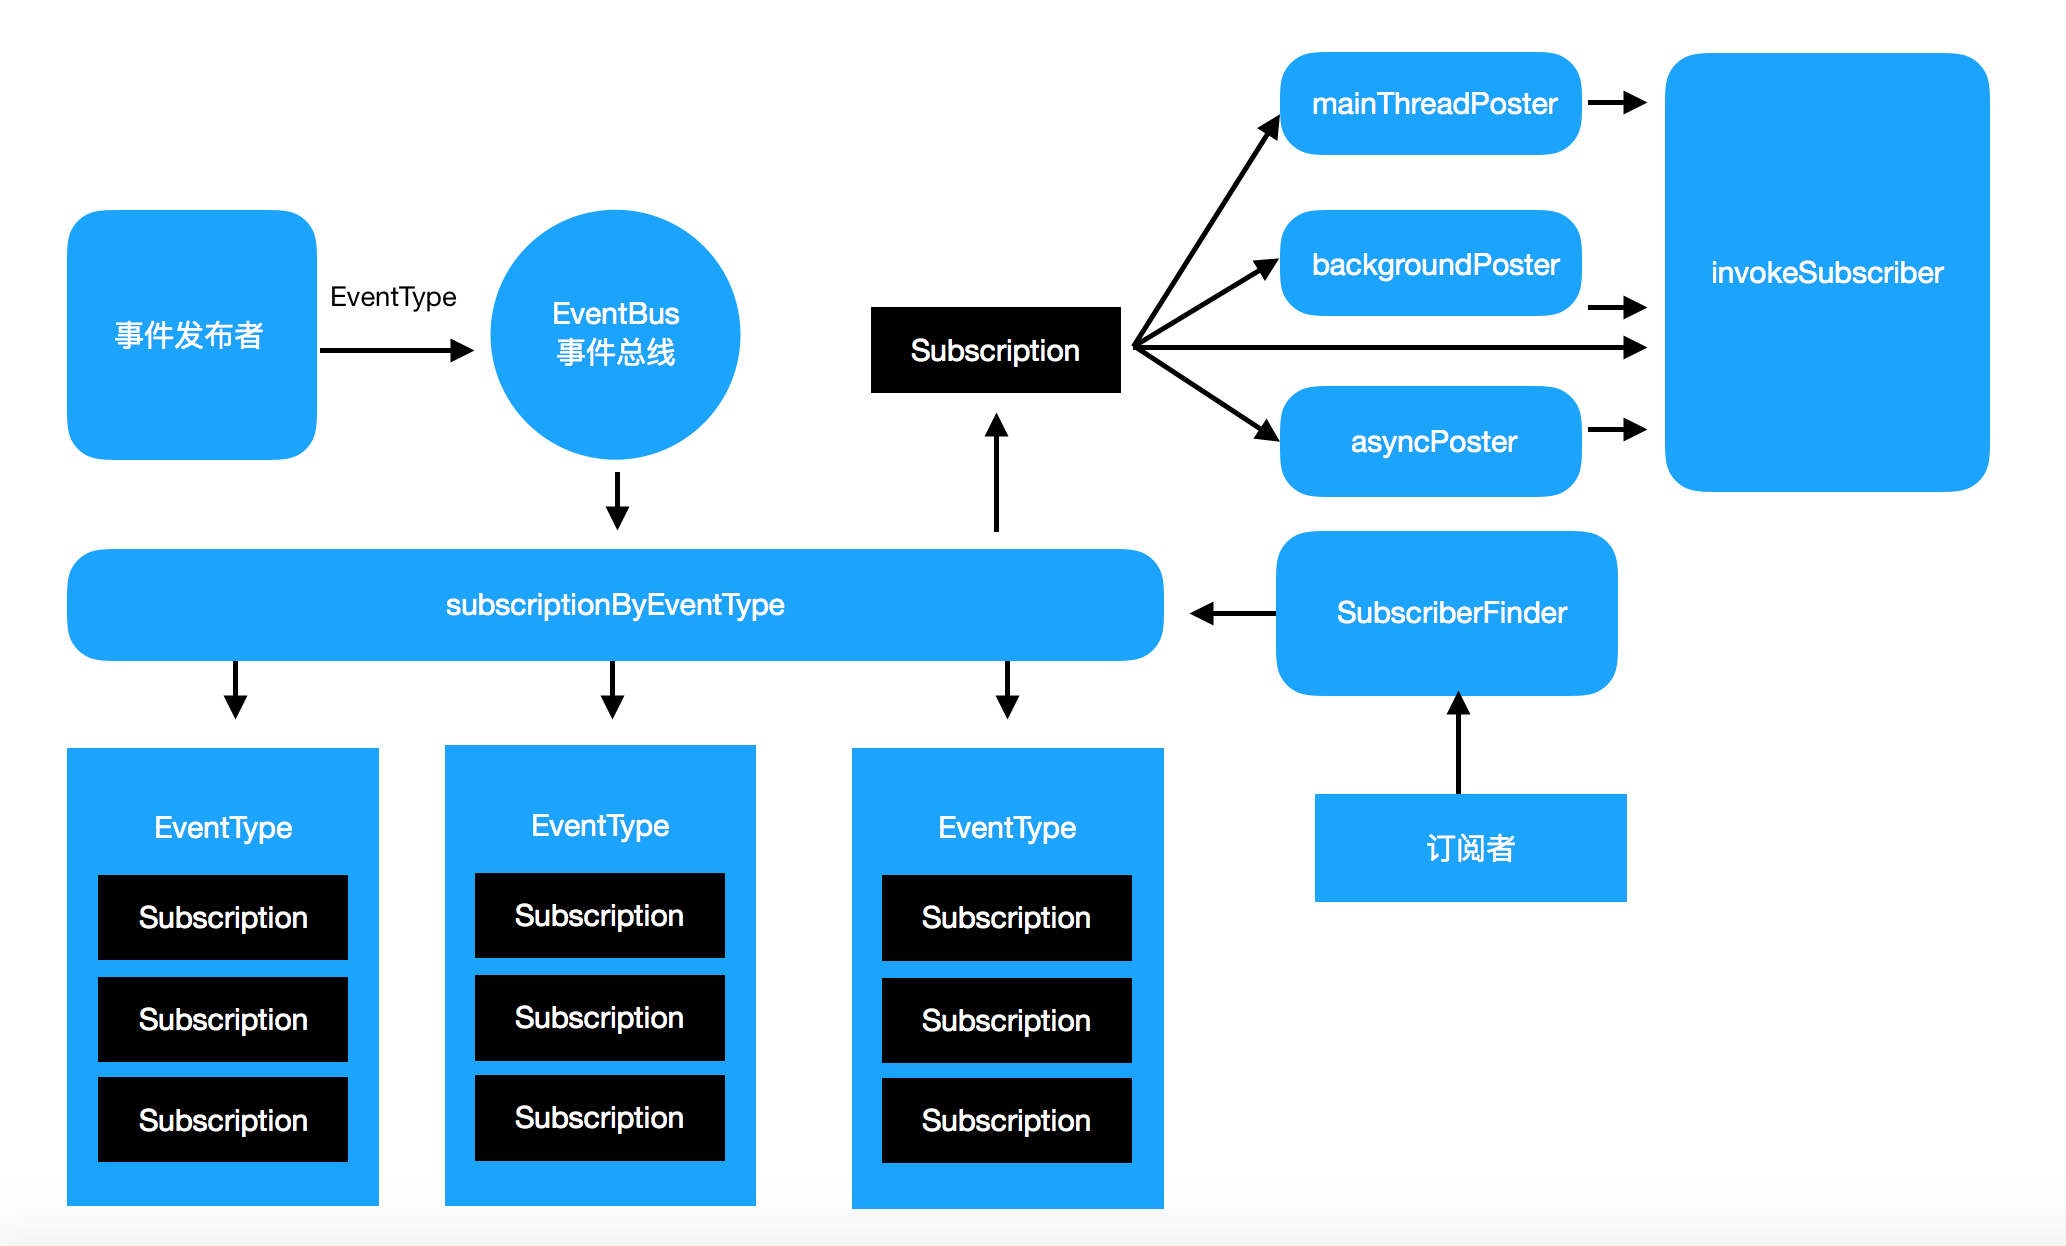 mainThreadPoster
backgroundPoster
invokeSubscriber
事件发布者
EventType
EventBus
事件总线
Subscription
asyncPoster
subscriptionByEventType
SubscriberFinder
订阅者
EventType
Subscription
Subscription
Subscription
EventType
Subscription
Subscription
Subscription
EventType
Subscription
Subscription
Subscription